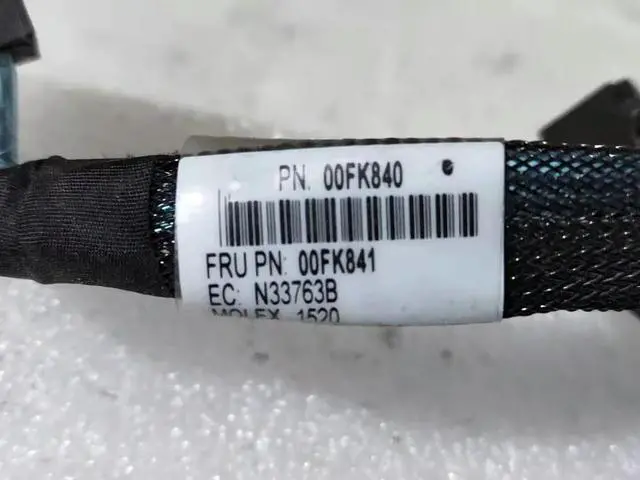 PN: 00FK840
FRU PN: 00FK841
EC: N33763B
MOLEX 1520